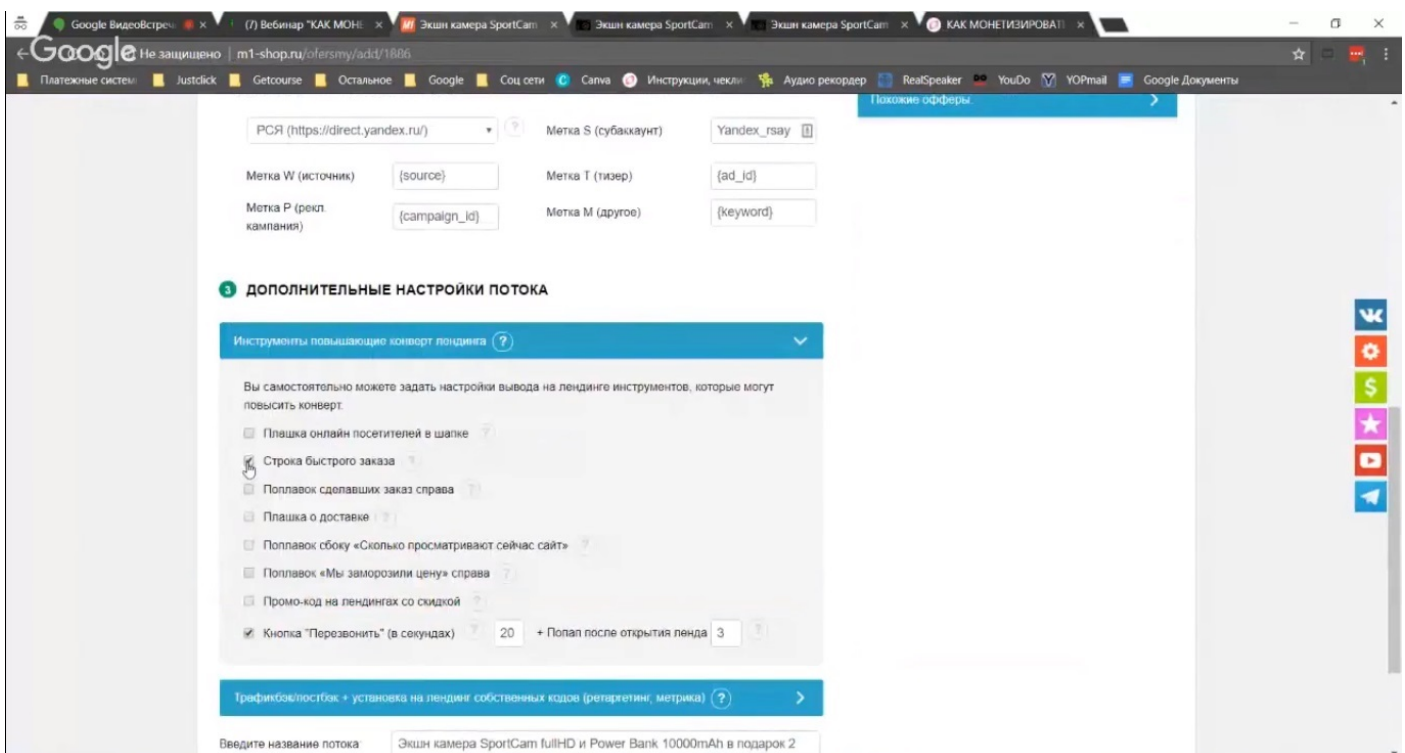 Google ВидеоВстреч
(7) Вебинар "КАК МОНЕ
Экшн камера SportCam
Экшн камера SportCam
Экшн камера SportCam
КАК МОНЕТИЗИРОВАТЬ
Google
Не защищено | m1-shop.ru/ofersmy/add/1886
Платежные систем Justclick Getcourse Остальное Google Соц сети Canva Инструкции, чекли Аудио рекордер RealSpeaker YouDo YOPmail Google Документы
Похожие офферы
РСЯ (https://direct.yandex.ru/) ? Метка S (субаккаунт) Yandex_rsay
Метка W (источник) {source} Метка T (тизер) {ad_id}
Метка P (рекл. кампания) {campaign_id} Метка M (другое) {keyword}
3 ДОПОЛНИТЕЛЬНЫЕ НАСТРОЙКИ ПОТОКА
Инструменты повышающие конверт лендинга ?
Вы самостоятельно можете задать настройки вывода на лендинге инструментов, которые могут
повысить конверт.
Плашка онлайн посетителей в шапке ?
Строка быстрого заказа ?
Поплавок сделавших заказ справа ?
Плашка о доставке ?
Поплавок сбоку «Сколько просматривают сейчас сайт» ?
Поплавок «Мы заморозили цену» справа ?
Промо-код на лендингах со скидкой ?
Кнопка "Перезвонить" (в секундах) ? 20 + Попап после открытия ленда 3 ?
Трафикбэк/постбэк + установка на лендинг собственных кодов (ретаргетинг, метрика) ?
Введите название потока: Экшн камера SportCam fullHD и Power Bank 10000mAh в подарок 2